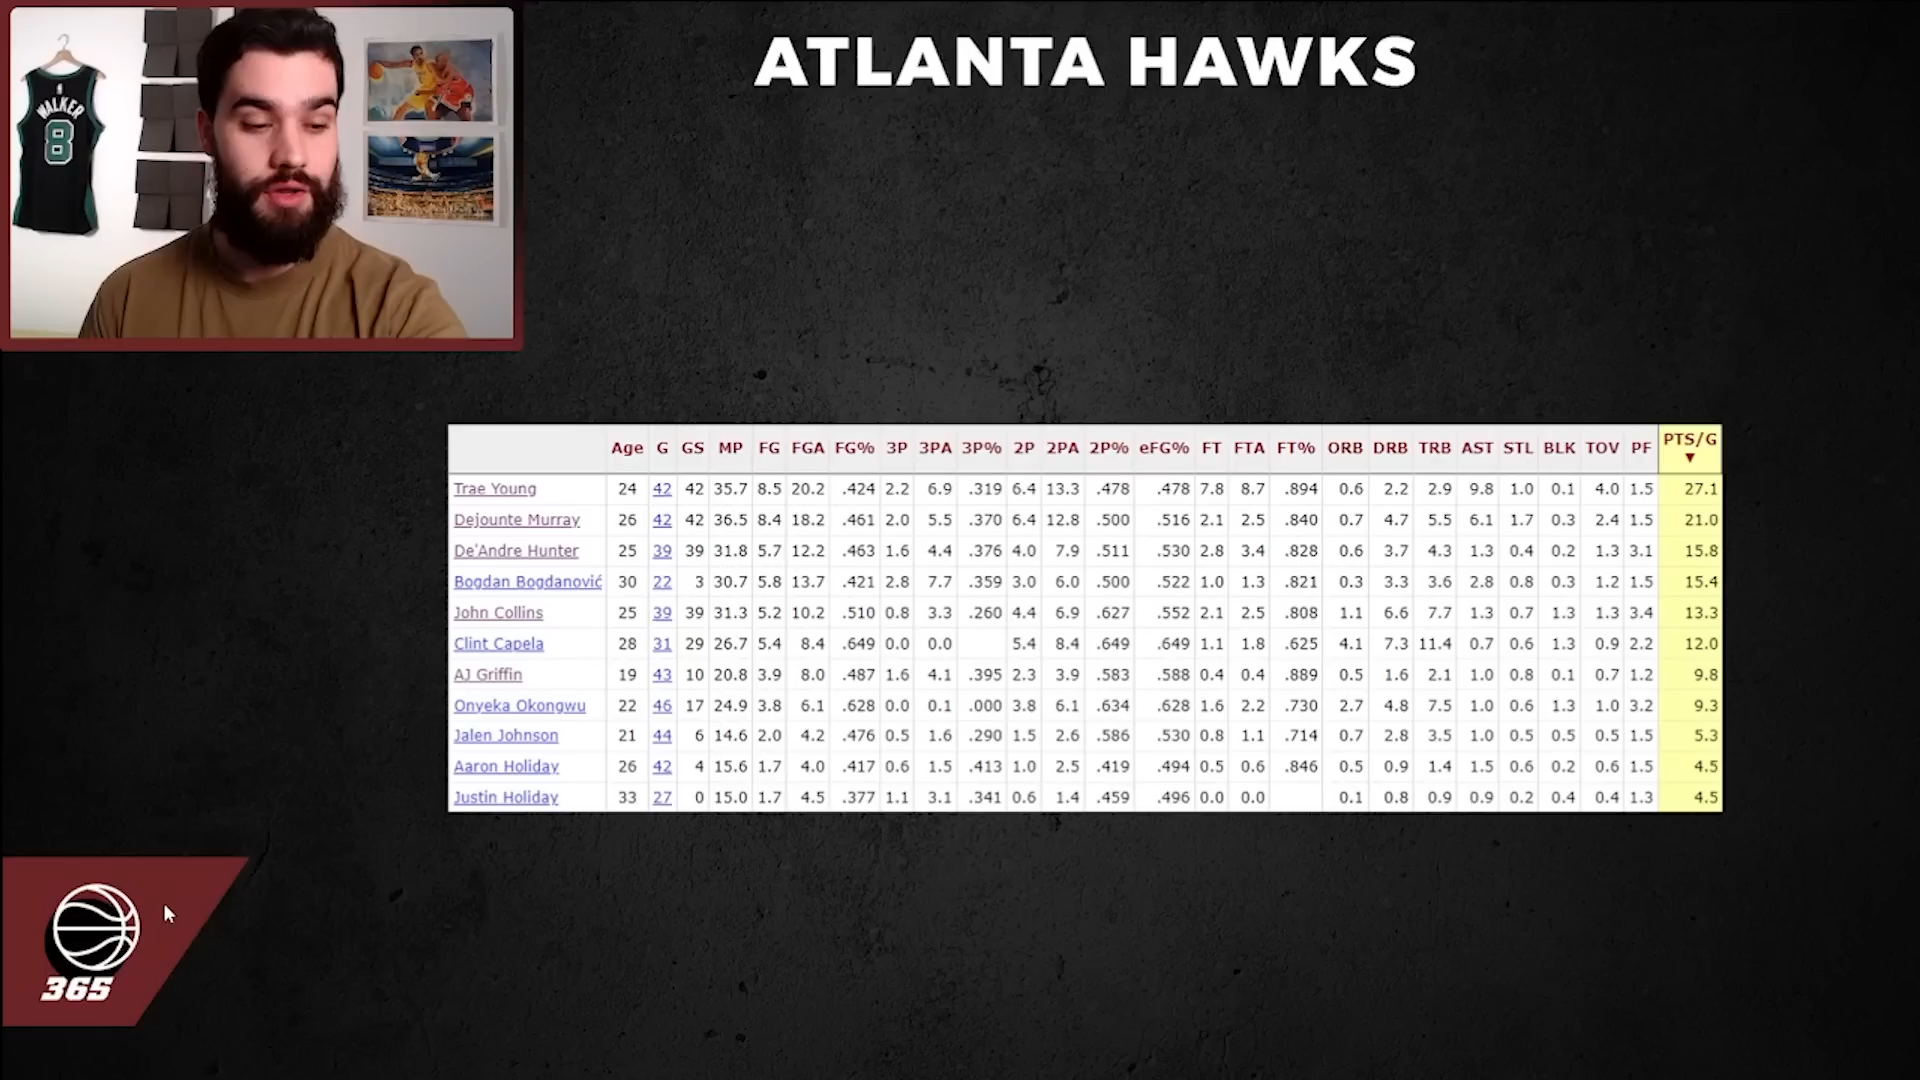 ATLANTA HAWKS
WALKER
8
Age G GS MP FG FGA FG% 3P 3PA 3P% 2P 2PA 2P% eFG% FT FTA FT% ORB DRB TRB AST STL BLK TOV PF PTS/G ▼
Trae Young 24 42 42 35.7 8.5 20.2 .424 2.2 6.9 .319 6.4 13.3 .478 .478 7.8 8.7 .894 0.6 2.2 2.9 9.8 1.0 0.1 4.0 1.5 27.1
Dejounte Murray 26 42 42 36.5 8.4 18.2 .461 2.0 5.5 .370 6.4 12.8 .500 .516 2.1 2.5 .840 0.7 4.7 5.5 6.1 1.7 0.3 2.4 1.5 21.0
De'Andre Hunter 25 39 39 31.8 5.7 12.2 .463 1.6 4.4 .376 4.0 7.9 .511 .530 2.8 3.4 .828 0.6 3.7 4.3 1.3 0.4 0.2 1.3 3.1 15.8
Bogdan Bogdanović 30 22 3 30.7 5.8 13.7 .421 2.8 7.7 .359 3.0 6.0 .500 .522 1.0 1.3 .821 0.3 3.3 3.6 2.8 0.8 0.3 1.2 1.5 15.4
John Collins 25 39 39 31.3 5.2 10.2 .510 0.8 3.3 .260 4.4 6.9 .627 .552 2.1 2.5 .808 1.1 6.6 7.7 1.3 0.7 1.3 1.3 3.4 13.3
Clint Capela 28 31 29 26.7 5.4 8.4 .649 0.0 0.0 5.4 8.4 .649 .649 1.1 1.8 .625 4.1 7.3 11.4 0.7 0.6 1.3 0.9 2.2 12.0
AJ Griffin 19 43 10 20.8 3.9 8.0 .487 1.6 4.1 .395 2.3 3.9 .583 .588 0.4 0.4 .889 0.5 1.6 2.1 1.0 0.8 0.1 0.7 1.2 9.8
Onyeka Okongwu 22 46 17 24.9 3.8 6.1 .628 0.0 0.1 .000 3.8 6.1 .634 .628 1.6 2.2 .730 2.7 4.8 7.5 1.0 0.6 1.3 1.0 3.2 9.3
Jalen Johnson 21 44 6 14.6 2.0 4.2 .476 0.5 1.6 .290 1.5 2.6 .586 .530 0.8 1.1 .714 0.7 2.8 3.5 1.0 0.5 0.5 0.5 1.5 5.3
Aaron Holiday 26 42 4 15.6 1.7 4.0 .417 0.6 1.5 .413 1.0 2.5 .419 .494 0.5 0.6 .846 0.5 0.9 1.4 1.5 0.6 0.2 0.6 1.5 4.5
Justin Holiday 33 27 0 15.0 1.7 4.5 .377 1.1 3.1 .341 0.6 1.4 .459 .496 0.0 0.0 0.1 0.8 0.9 0.9 0.2 0.4 0.4 1.3 4.5
365